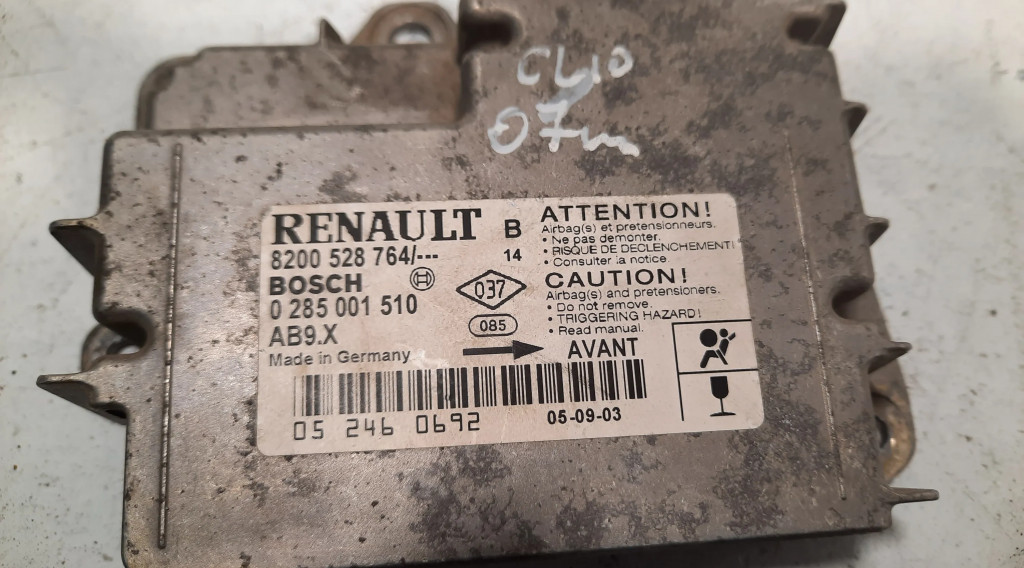 CLIO
07m
RENAULT B
8200 528 764/--- 14
BOSCH
0 285 001 510
AB9.X
Made in Germany
037
085
ATTENTION!
Airbag(s) et pretensionneurs.
• Ne pas demonter.
• RISQUE DE DECLENCHEMENT!
• Consulter la notice.
CAUTION!
Airbag(s) and pretensioners.
• Do not remove.
• TRIGGERING HAZARD!
• Read manual.
AVANT
05 246 0692
05-09-03